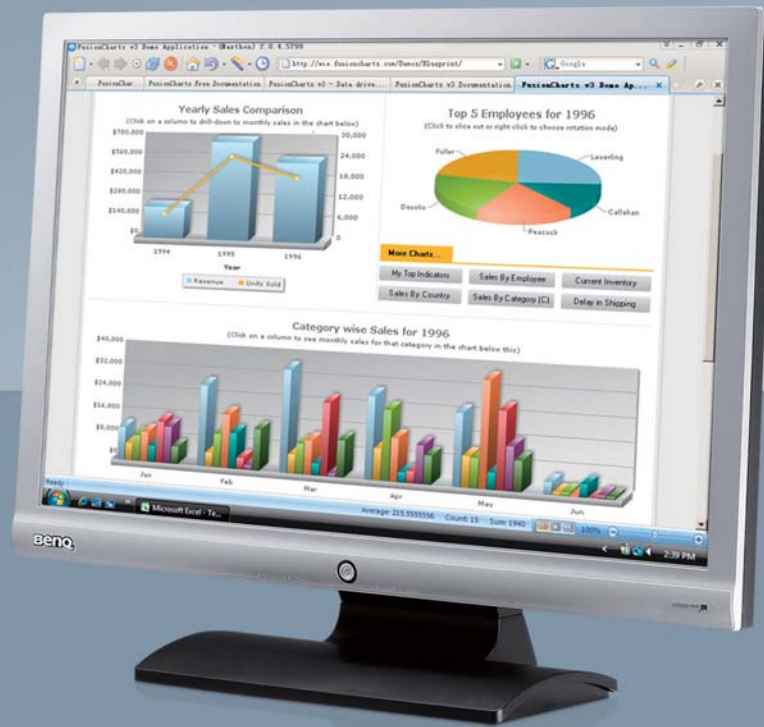 FusionCharts v3 Demo Application - (Maxthon) 2.0.4.5799
http://www.fusioncharts.com/Demos/Blueprint/
Google
FusionChar
FusionCharts Free Documentation
FusionCharts v3 - Data drive...
FusionCharts v3 Documentation
FusionCharts v3 Demo Ap...
Yearly Sales Comparison
(Click on a column to drill-down to monthly sales in the chart below)
$700,000
$560,000
$420,000
$280,000
$140,000
$0
30,000
24,000
18,000
12,000
6,000
0
1994
1995
1996
Year
Revenue
Units Sold
Top 5 Employees for 1996
(Click to slice out or right click to choose rotation mode)
Fuller
Leverling
Davolio
Callahan
Peacock
More Charts...
My Top Indicators
Sales By Employee
Current Inventory
Sales By Country
Sales By Category (C)
Delay in Shipping
Category wise Sales for 1996
(Click on a column to see monthly sales for that category in the chart below this)
$40,000
$32,000
$24,000
$16,000
$8,000
$0
Jan
Feb
Mar
Apr
May
Jun
Ready
Average: 215.5555556
Count: 15
Sum: 1940
100%
Microsoft Excel - Te...
2:39 PM
BenQ